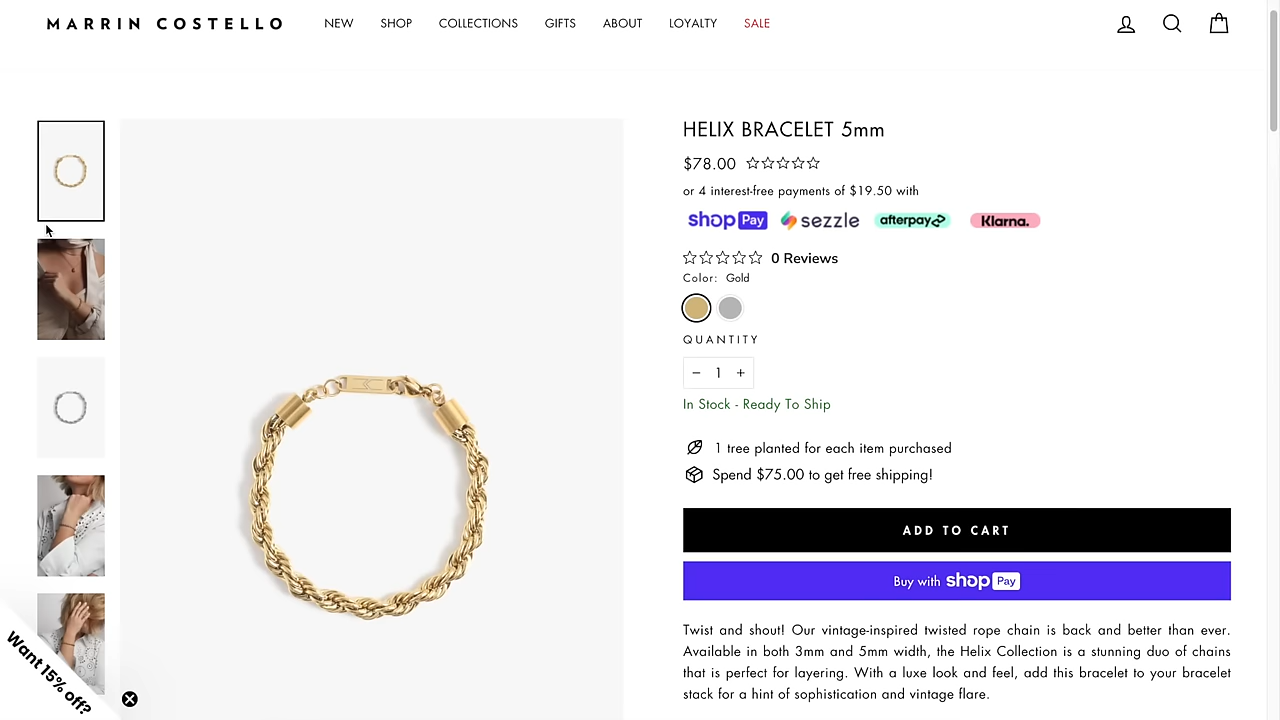 MARRIN COSTELLO
NEW
SHOP
COLLECTIONS
GIFTS
ABOUT
LOYALTY
SALE
HELIX BRACELET 5mm
$78.00
or 4 interest-free payments of $19.50 with
shop Pay
sezzle
afterpay
Klarna.
0 Reviews
Color: Gold
QUANTITY
− 1 +
In Stock - Ready To Ship
1 tree planted for each item purchased
Spend $75.00 to get free shipping!
ADD TO CART
Buy with shop Pay
Twist and shout! Our vintage-inspired twisted rope chain is back and better than ever.
Available in both 3mm and 5mm width, the Helix Collection is a stunning duo of chains
that is perfect for layering. With a luxe look and feel, add this bracelet to your bracelet
stack for a hint of sophistication and vintage flare.
Want 15% off?